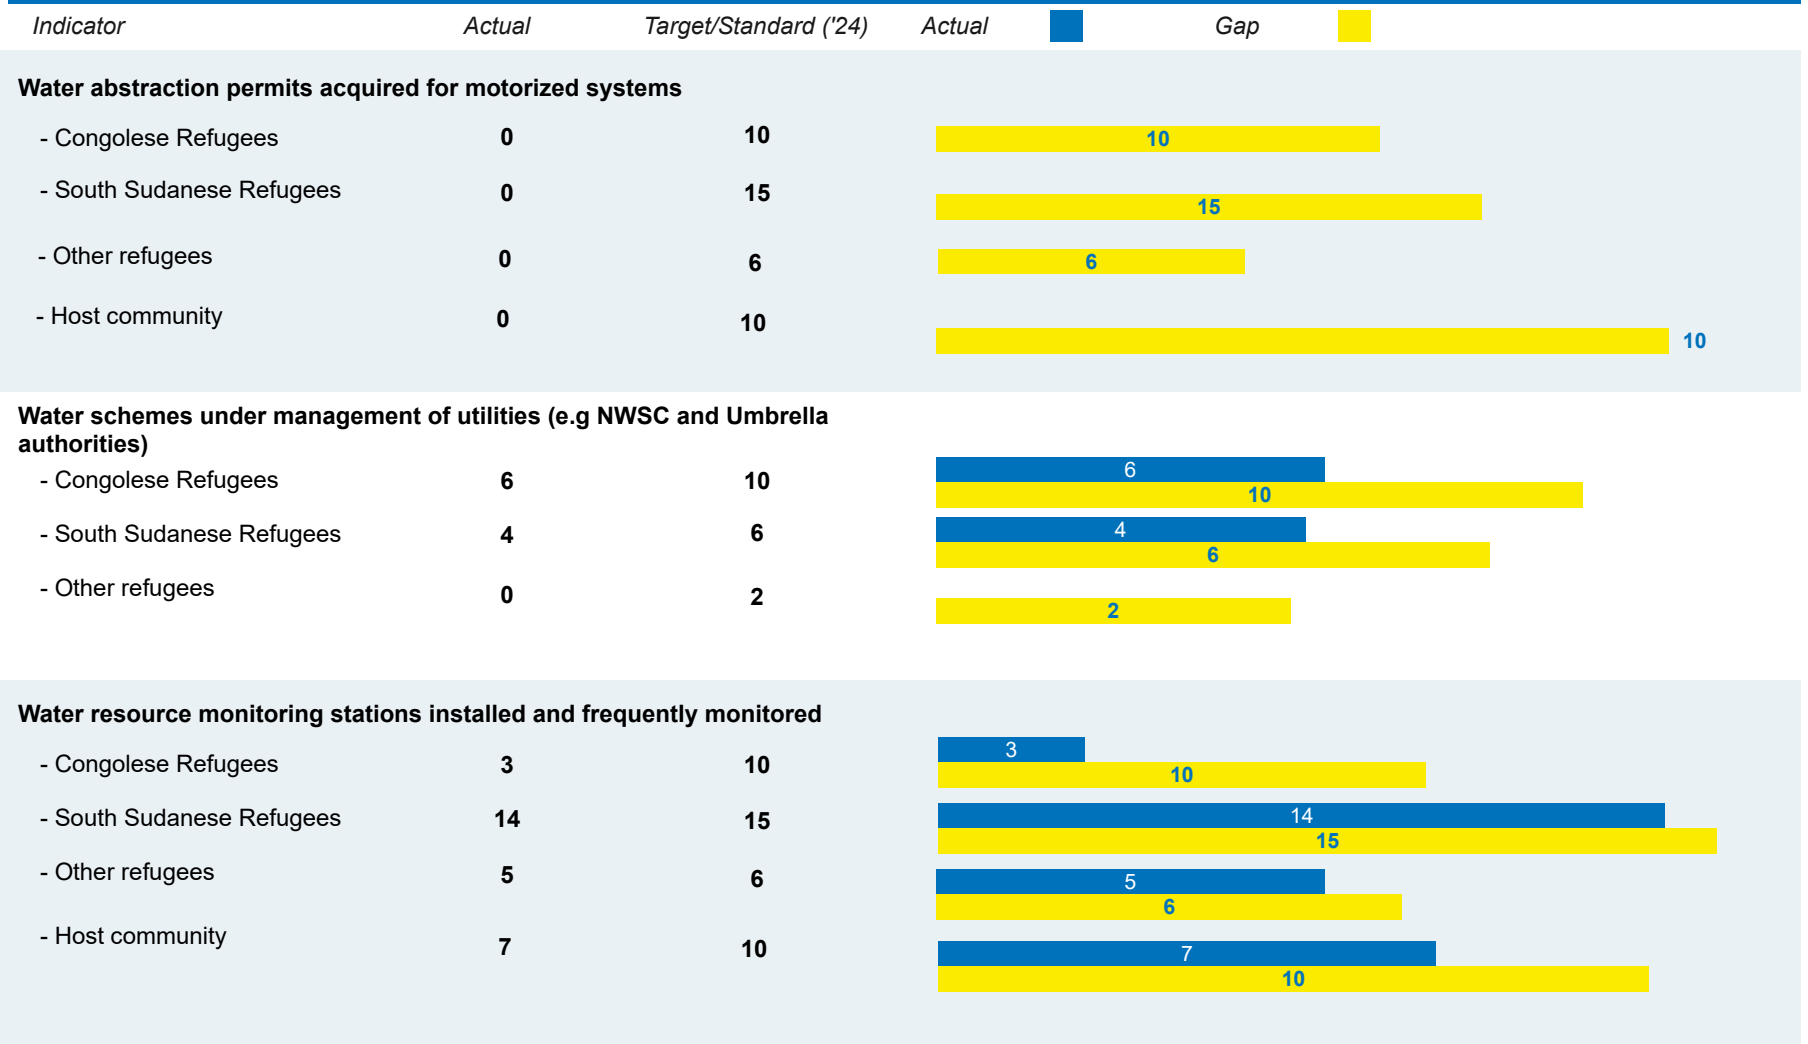 Indicator Actual Target/Standard ('24) Actual Gap
Water abstraction permits acquired for motorized systems
- Congolese Refugees 0 10 10
- South Sudanese Refugees 0 15 15
- Other refugees 0 6 6
- Host community 0 10 10
Water schemes under management of utilities (e.g NWSC and Umbrella
authorities)
- Congolese Refugees 6 10 6
10
- South Sudanese Refugees 4 6 4
6
- Other refugees 0 2 2
Water resource monitoring stations installed and frequently monitored
- Congolese Refugees 3 10 3
10
- South Sudanese Refugees 14 15 14
15
- Other refugees 5 6 5
6
- Host community 7 10 7
10